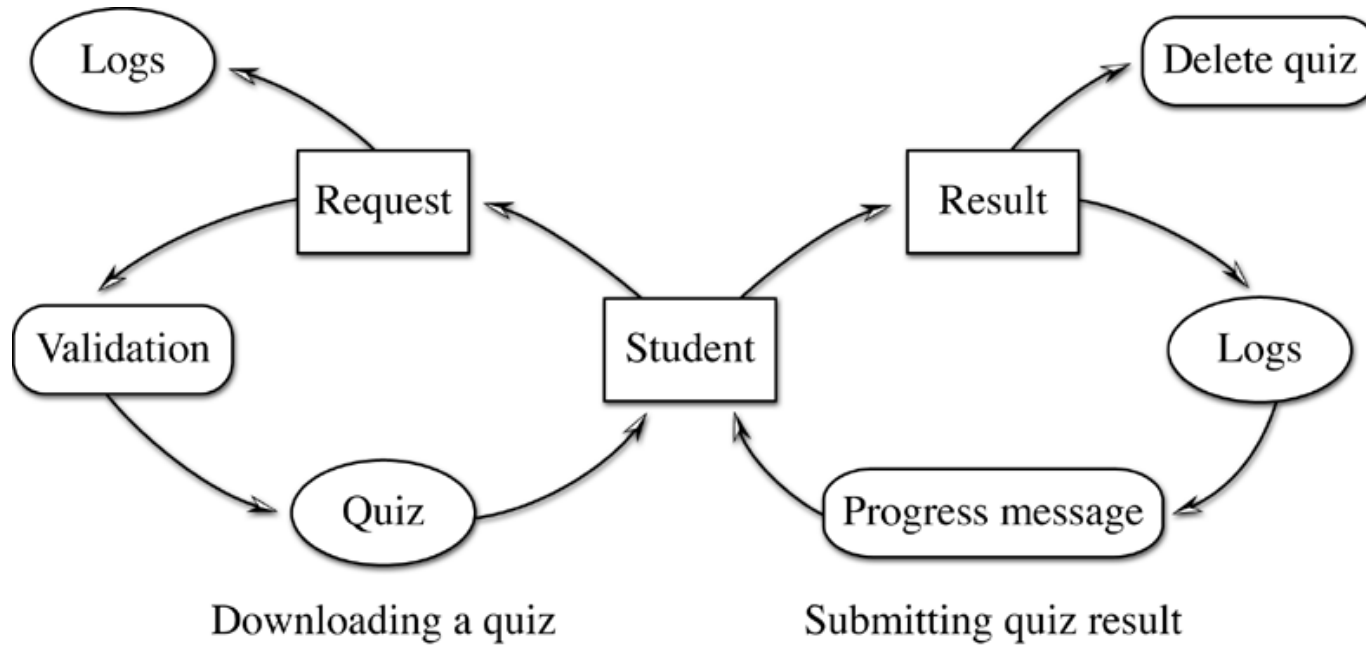 Logs
Delete quiz
Request
Result
Validation
Student
Logs
Quiz
Progress message
Downloading a quiz
Submitting quiz result